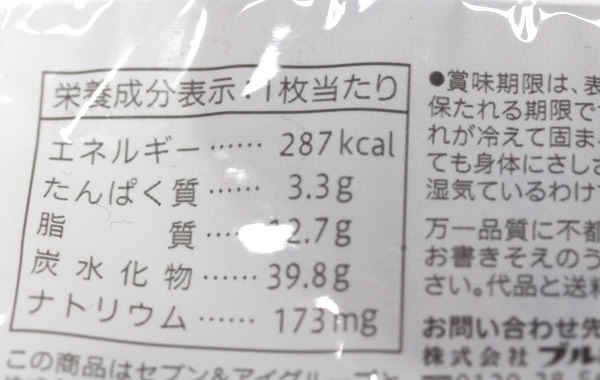 栄養成分表示:1枚当たり
エネルギー…… 287kcal
たんぱく質…… 3.3g
脂 質…
炭水化物…… 39.8g
ナトリウム…… 173mg
●賞味期限は、表
保たれる期限で
れが冷えて固ま
ても身体にさしさ
湿気ているわけ
万一品質に不都
お書きそえのう
さい。代品と送料
お問い合わせ先
株式会社 ブル
この商品はセブン&アイグループ